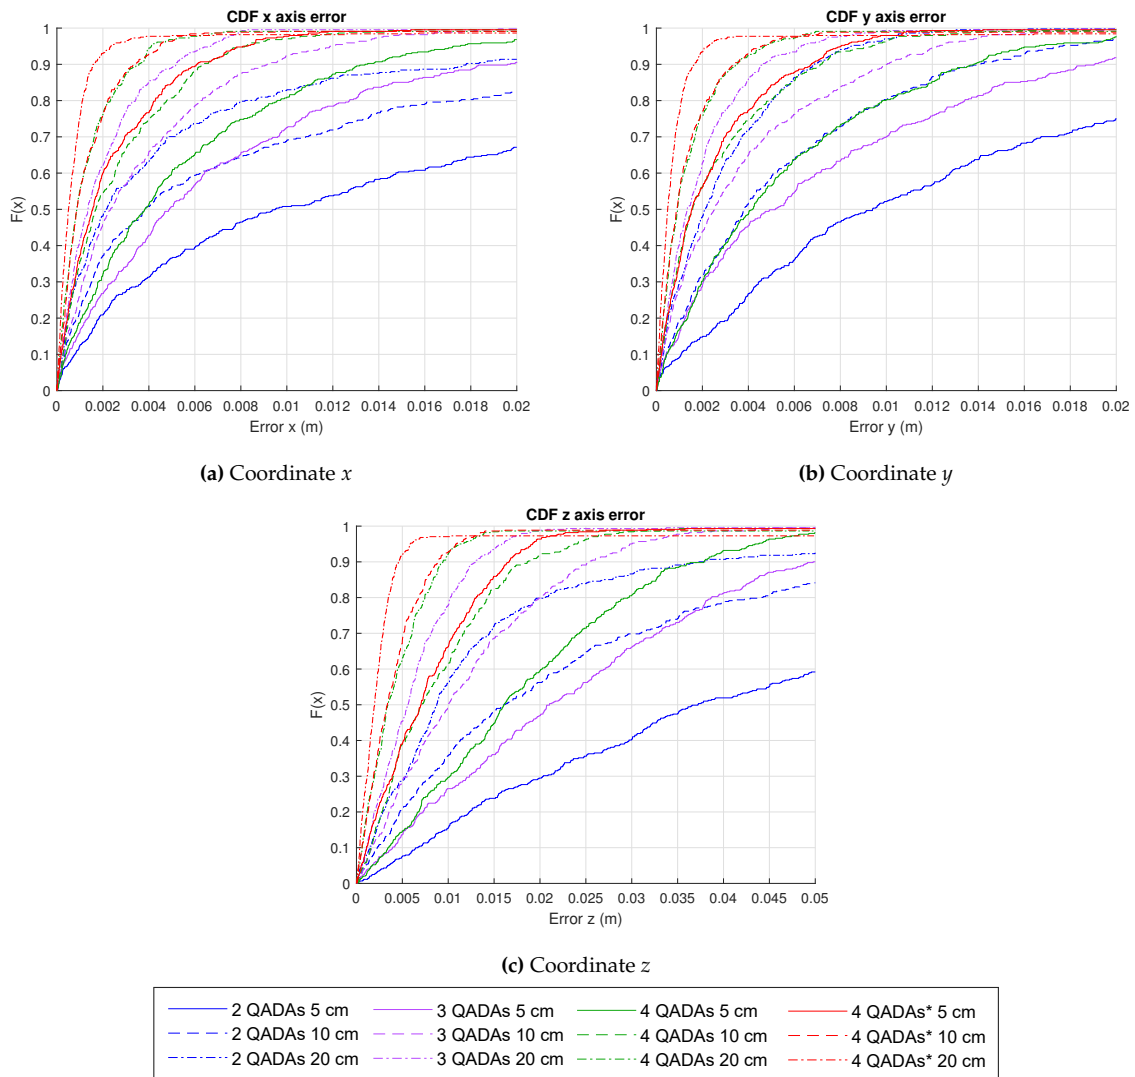 CDF x axis error
1
0.9
0.8
0.7
0.6
0.5
0.4
0.3
0.2
0.1
0
F(x)
0 0.002 0.004 0.006 0.008 0.01 0.012 0.014 0.016 0.018 0.02
Error x (m)
(a) Coordinate x
CDF y axis error
1
0.9
0.8
0.7
0.6
0.5
0.4
0.3
0.2
0.1
0
F(x)
0 0.002 0.004 0.006 0.008 0.01 0.012 0.014 0.016 0.018 0.02
Error y (m)
(b) Coordinate y
CDF z axis error
1
0.9
0.8
0.7
0.6
0.5
0.4
0.3
0.2
0.1
0
F(x)
0 0.005 0.01 0.015 0.02 0.025 0.03 0.035 0.04 0.045 0.05
Error z (m)
(c) Coordinate z
2 QADAs 5 cm 3 QADAs 5 cm 4 QADAs 5 cm 4 QADAs* 5 cm
2 QADAs 10 cm 3 QADAs 10 cm 4 QADAs 10 cm 4 QADAs* 10 cm
2 QADAs 20 cm 3 QADAs 20 cm 4 QADAs 20 cm 4 QADAs* 20 cm